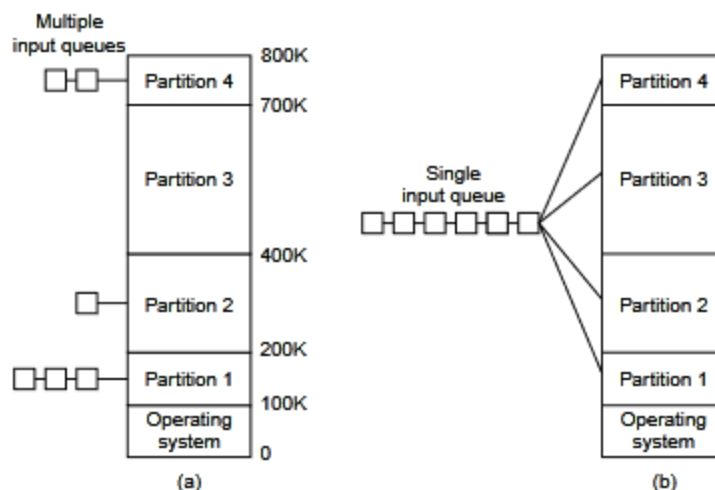 Multiple
input queues
800K
Partition 4
700K
Partition 3
400K
Partition 2
200K
Partition 1
100K
Operating
system
0
(a)
Single
input queue
Partition 4
Partition 3
Partition 2
Partition 1
Operating
system
(b)